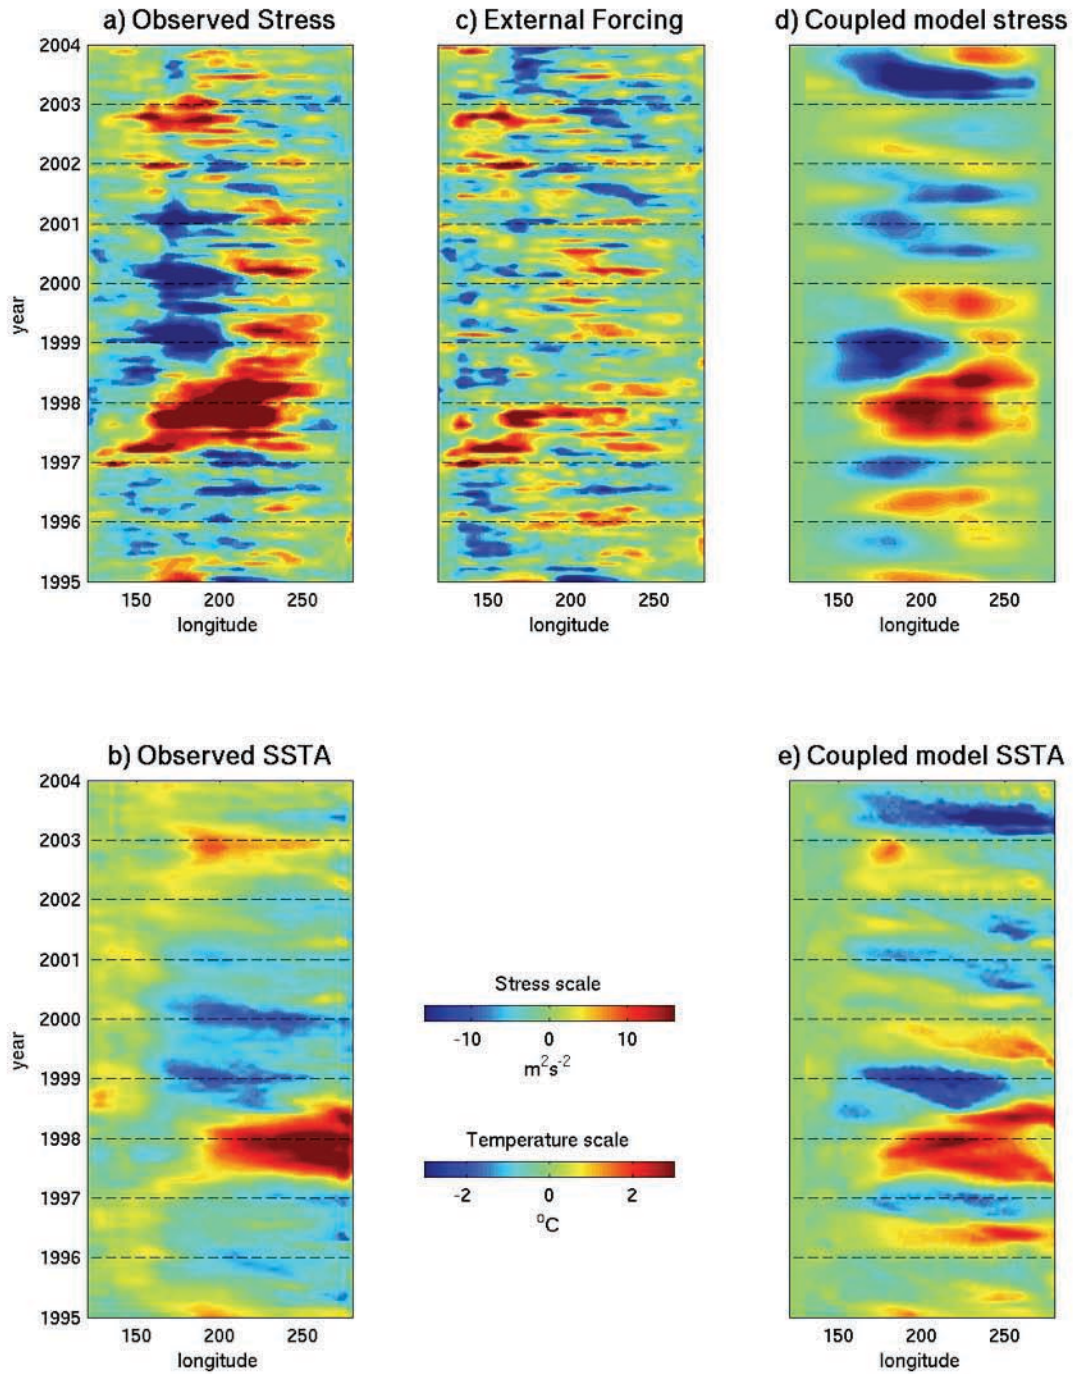 a) Observed Stress
c) External Forcing
d) Coupled model stress
2004
2003
2002
2001
2000
1999
1998
1997
1996
1995
year
150 200 250
longitude
150 200 250
longitude
150 200 250
longitude
b) Observed SSTA
e) Coupled model SSTA
2004
2003
2002
2001
2000
1999
1998
1997
1996
1995
year
150 200 250
longitude
Stress scale
-10 0 10
m²s⁻²
Temperature scale
-2 0 2
⁰C
150 200 250
longitude